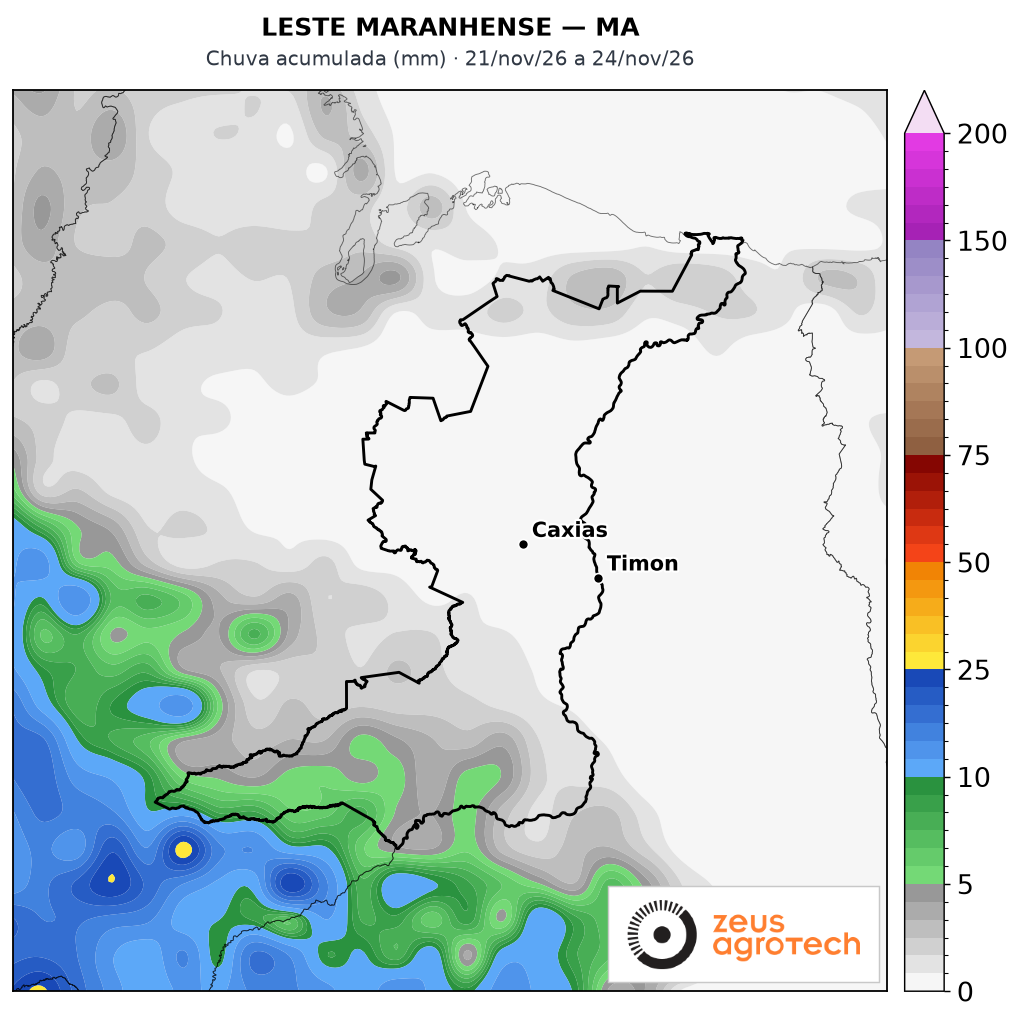 LESTE MARANHENSE — MA
Chuva acumulada (mm) · 21/nov/26 a 24/nov/26
200
150
100
75
50
25
10
5
0
Caxias
Timon
zeus
agrotech